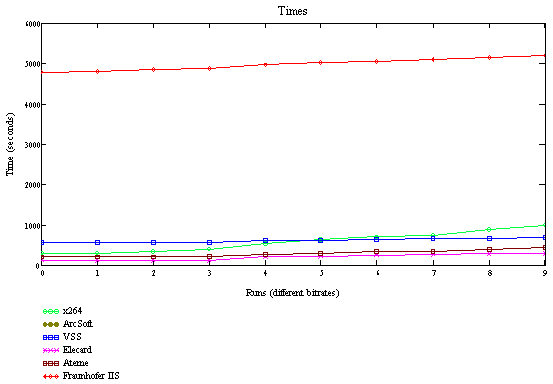 Times
6000
5000
4000
3000
2000
1000
0
Time (seconds)
0 1 2 3 4 5 6 7 8 9
Runs (different bitrates)
x264
ArcSoft
VSS
Elecard
Ateme
Fraunhofer IIS